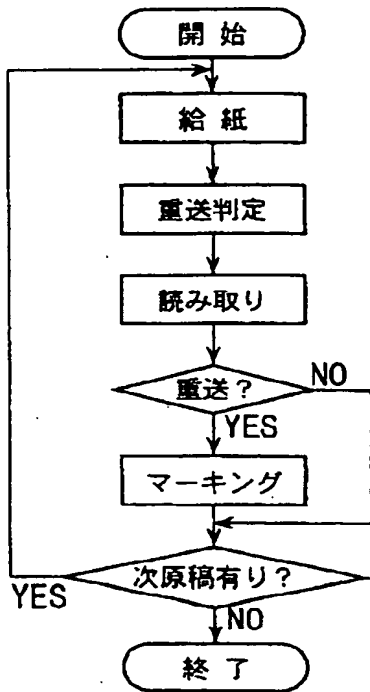 開始
給紙
重送判定
読み取り
重送?
NO
YES
マーキング
次原稿有り?
YES
NO
終了